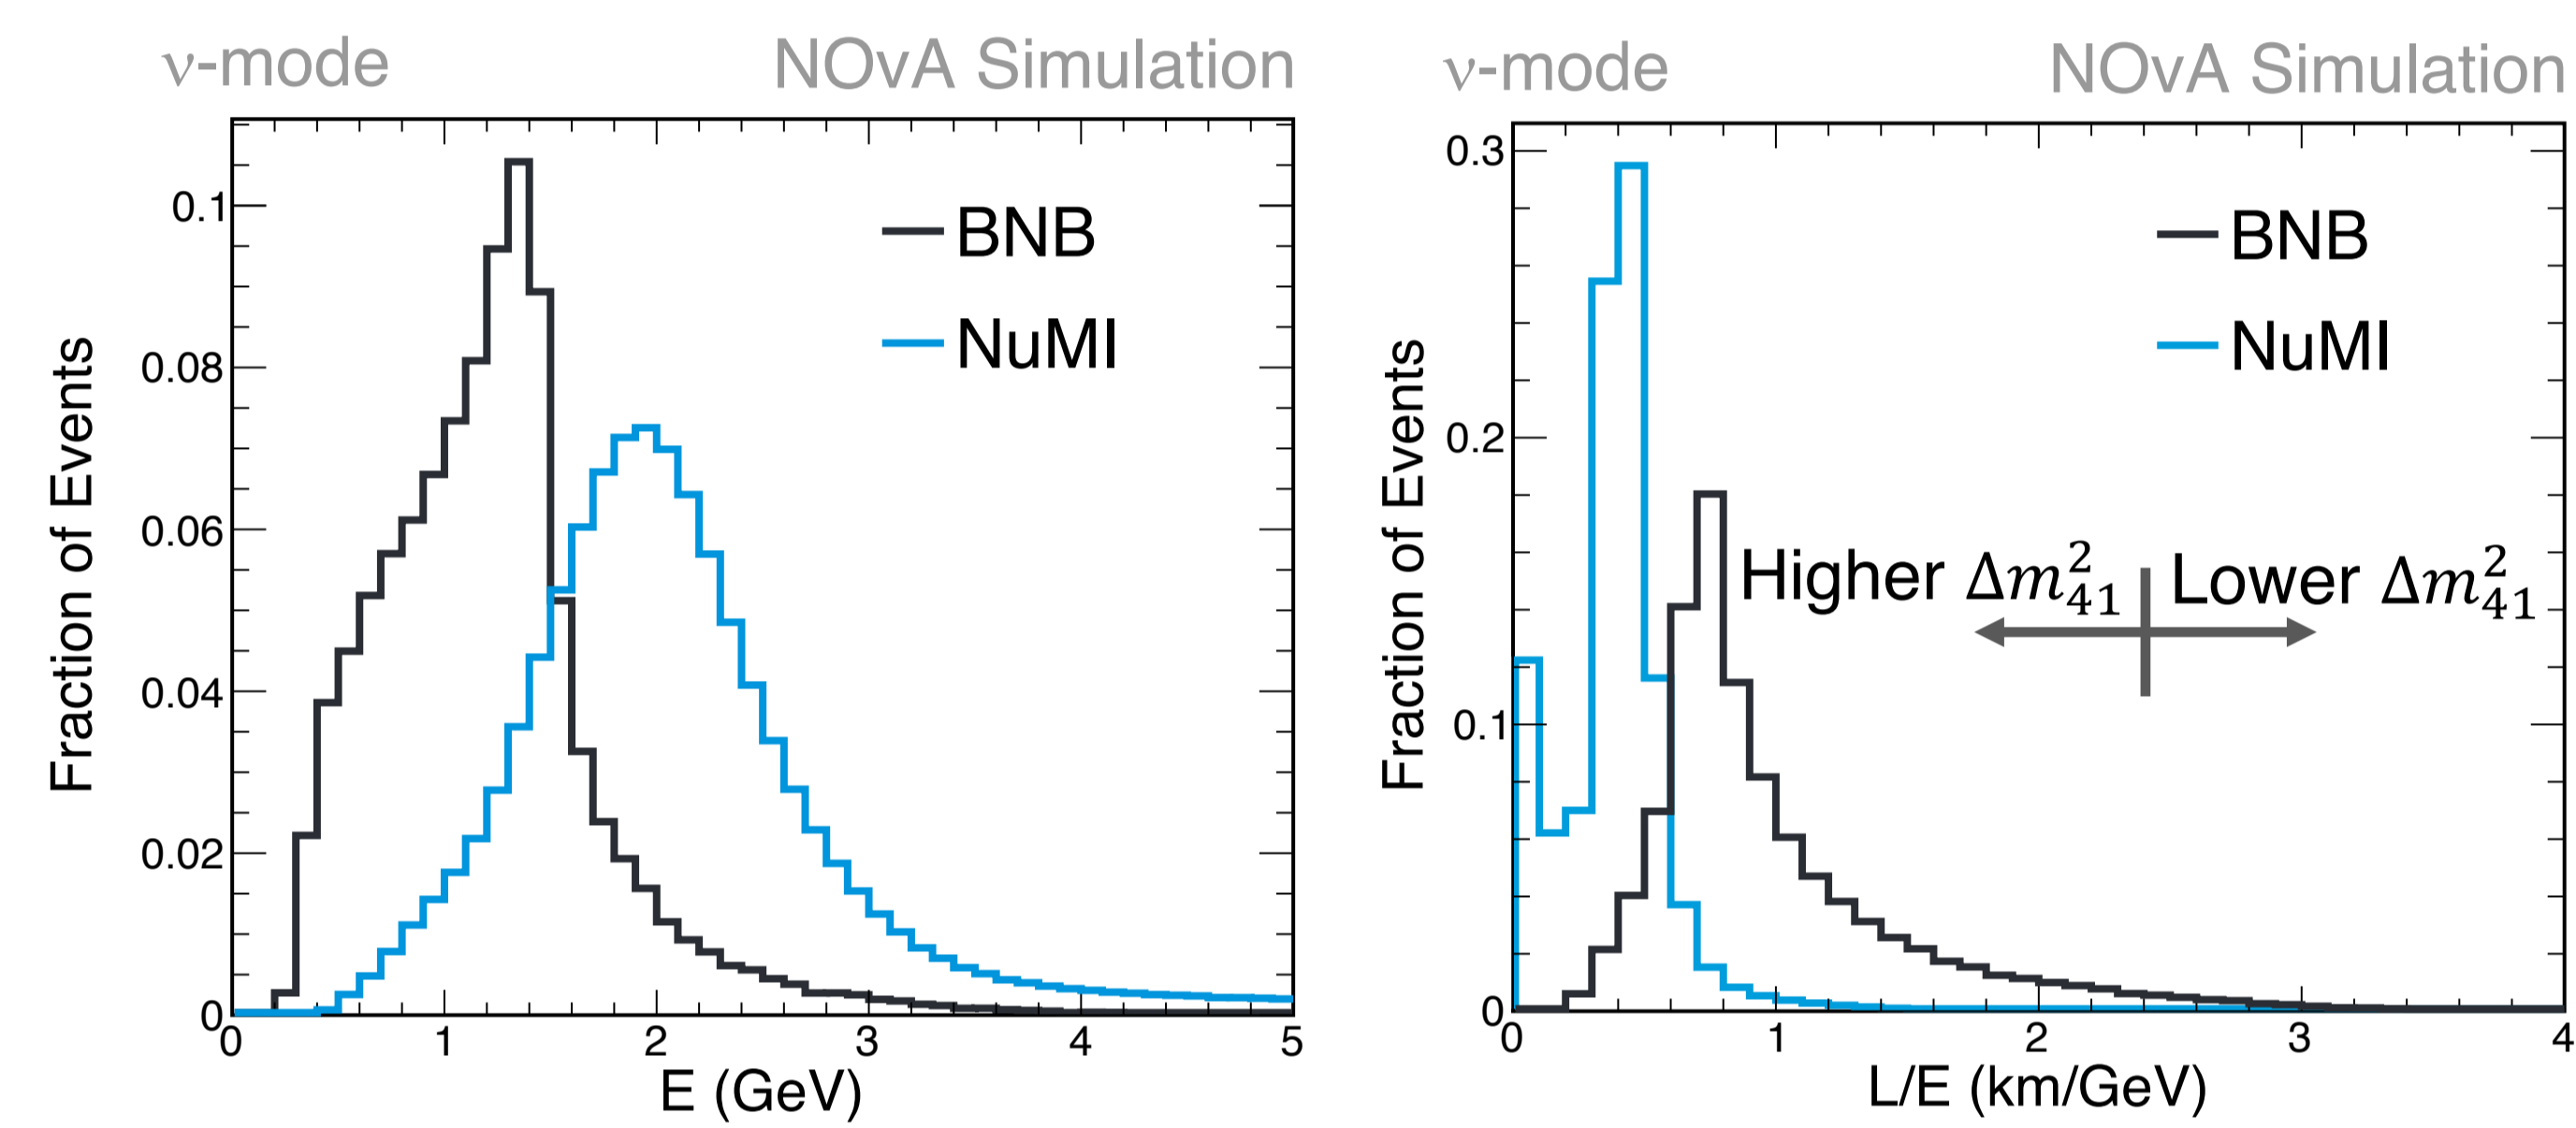 ν-mode NOvA Simulation
0.1
0.08
0.06
0.04
0.02
0
0 1 2 3 4 5
Fraction of Events
E (GeV)
BNB
NuMI
ν-mode NOvA Simulation
0.3
0.2
0.1
0
0 1 2 3 4
Fraction of Events
L/E (km/GeV)
BNB
NuMI
Higher Δm²₄₁ Lower Δm²₄₁